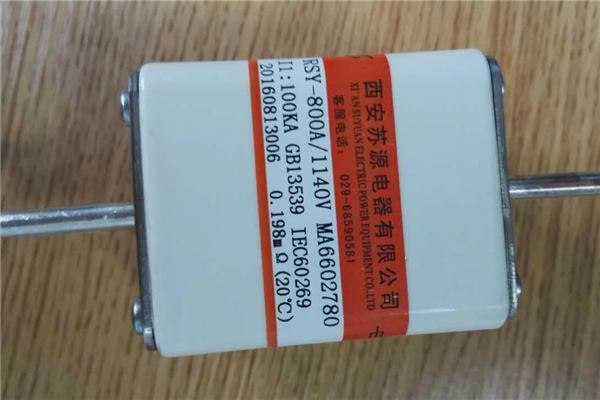 西安苏源电器有限公司
XI'AN SUYUAN ELECTRIC POWER EQUIPMENT CO.,LTD
客服电话: 029-68590581
RSY-800A/1140V MA6602780
I1:100KA GB13539 IEC60269
20160813006 0.198mΩ(20℃)